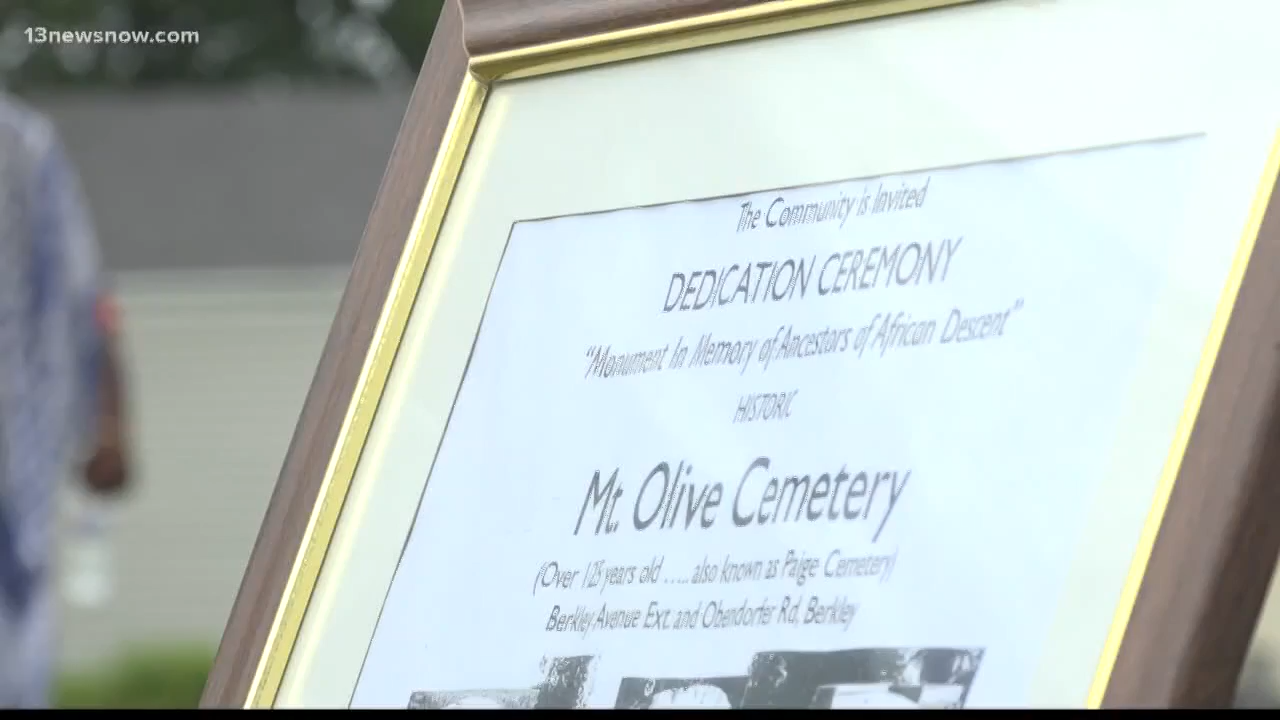 13newsnow.com
The Community is Invited
DEDICATION CEREMONY
“Monument In Memory of Ancestors of African Descent”
HISTORIC
Mt. Olive Cemetery
(Over 125 years old .....also known as Paige Cemetery)
Berkley Avenue Ext. and Obendorfer Rd, Berkley